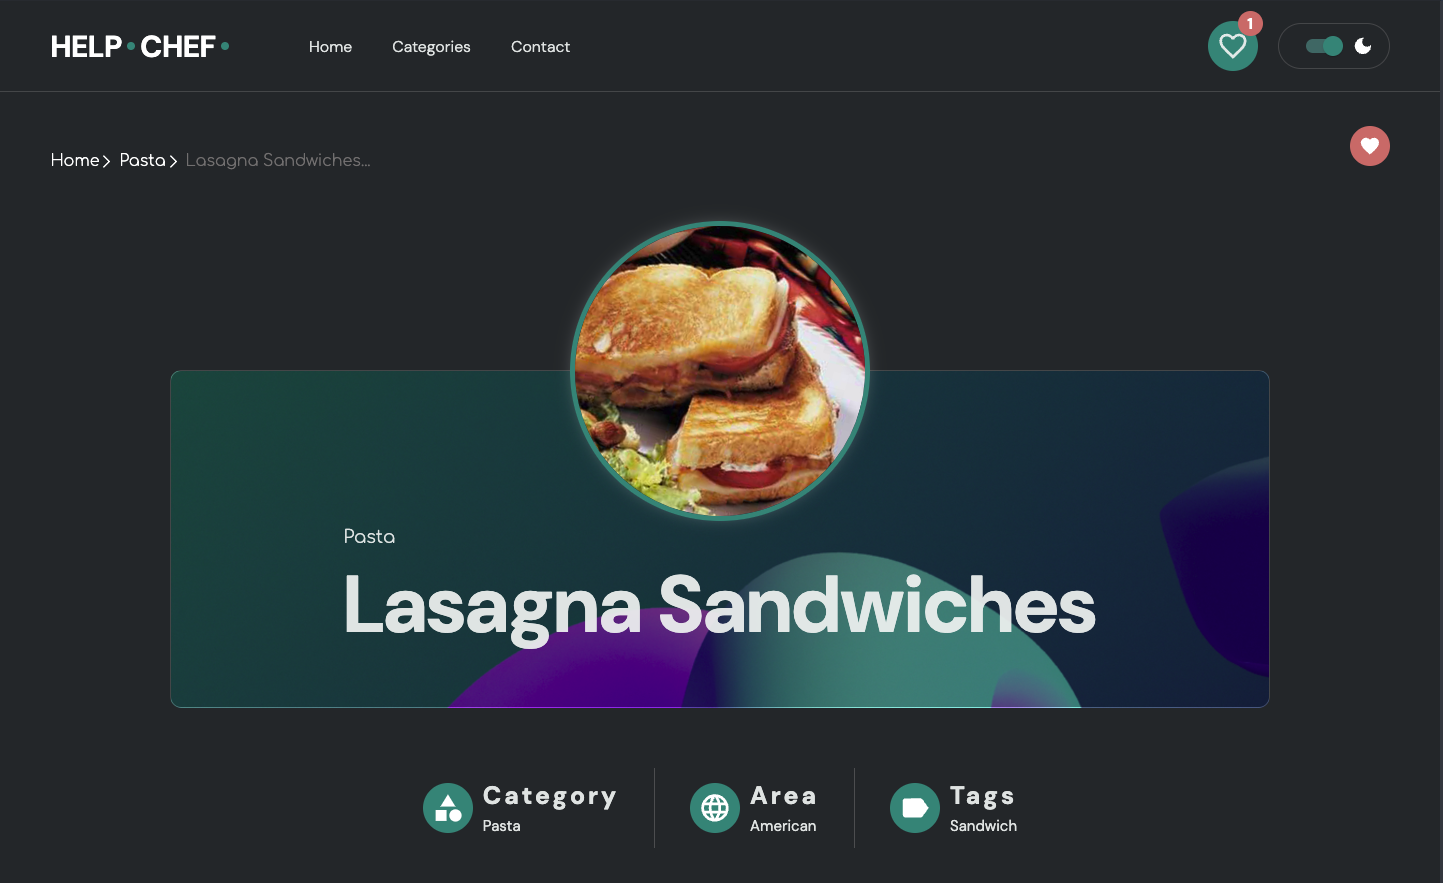 HELP • CHEF •
Home
Categories
Contact
1
Home > Pasta > Lasagna Sandwiches...
Pasta
Lasagna Sandwiches
Category
Pasta
Area
American
Tags
Sandwich